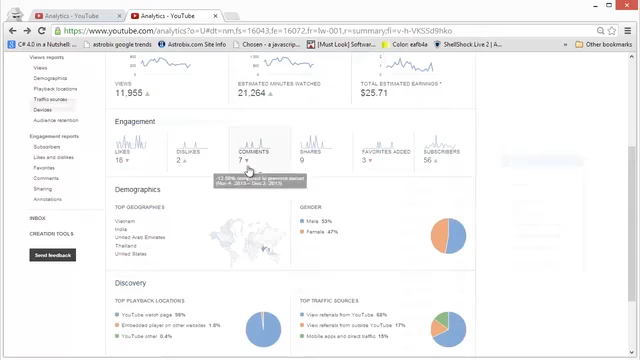 Analytics - YouTube
Analytics - YouTube
www.youtube.com/analytics?o=U#dt=nm,fs=16043,fe=16072,fr=lw-001,r=summary;fi=v-h-VKS5d9hko
C# 4.0 in a Nutshell:
astrobix google trends
Astrobix.com Site Info
Chosen - a javascrip
[Must Look] Softwar
Color: eafb4a
ShellShock Live 2
Other bookmarks
Views reports
Views
Demographics
Playback locations
Traffic sources
Devices
Audience retention
Engagement reports
Subscribers
Likes and dislikes
Favorites
Comments
Sharing
Annotations
INBOX
CREATION TOOLS
Send feedback
VIEWS
11,955
ESTIMATED MINUTES WATCHED
21,264
TOTAL ESTIMATED EARNINGS *
$25.71
Engagement
LIKES
DISLIKES
2
COMMENTS
7
SHARES
9
FAVORITES ADDED
3
SUBSCRIBERS
56
compared to previous period
Demographics
TOP GEOGRAPHIES
Vietnam
India
United Arab Emirates
Thailand
United States
GENDER
Male 53%
Female 47%
Discovery
TOP PLAYBACK LOCATIONS
YouTube watch page 98%
Embedded player on other websites 1.8%
YouTube other 0.4%
TOP TRAFFIC SOURCES
View referrals from YouTube 68%
View referrals from outside YouTube 17%
Mobile apps and direct traffic 15%